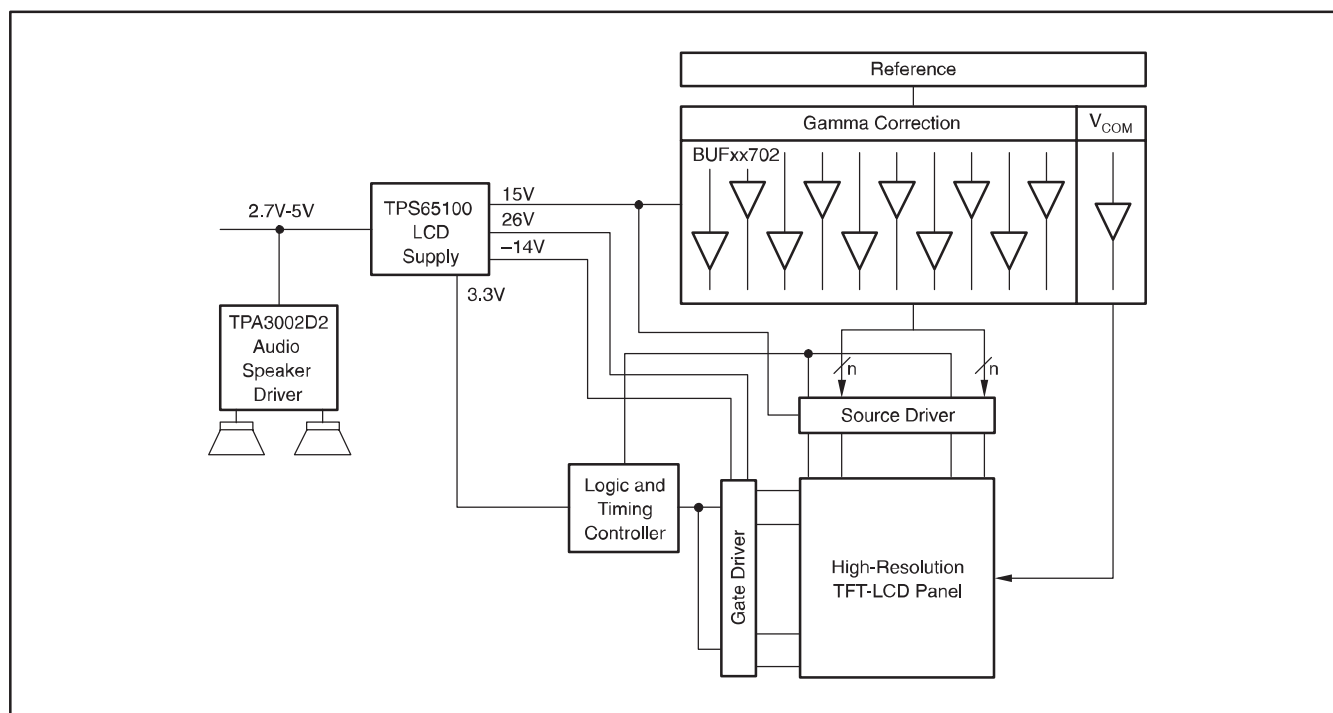 Reference
Gamma Correction
V_COM
BUFxx702
15V
26V
–14V
3.3V
2.7V-5V
TPS65100
LCD
Supply
TPA3002D2
Audio
Speaker
Driver
n
n
Source Driver
Logic and
Timing
Controller
Gate Driver
High-Resolution
TFT-LCD Panel